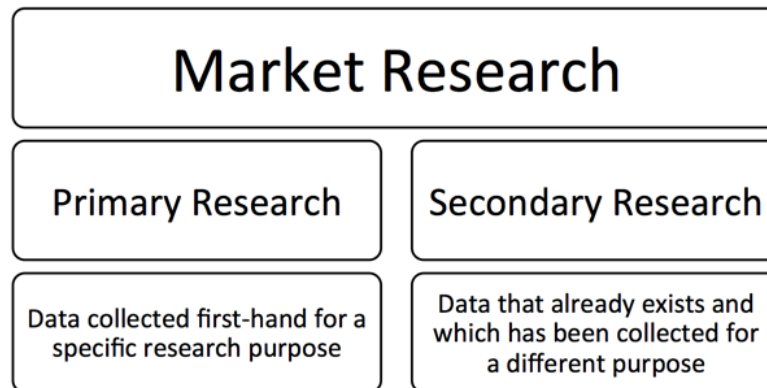 Market Research
Primary Research
Secondary Research
Data collected first-hand for a
specific research purpose
Data that already exists and
which has been collected for
a different purpose